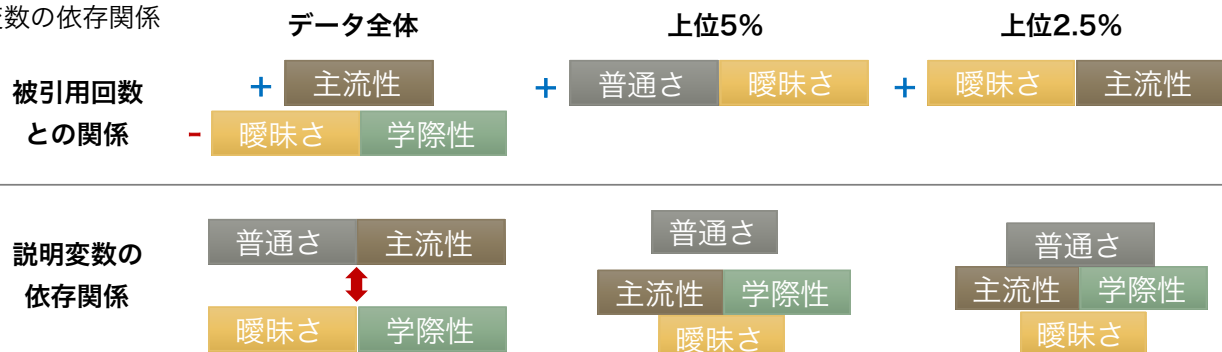 数の依存関係
データ全体
上位5%
上位2.5%
被引用回数
との関係
+ 主流性
- 曖昧さ 学際性
+ 普通さ 曖昧さ
+ 曖昧さ 主流性
説明変数の
依存関係
普通さ 主流性
曖昧さ 学際性
普通さ
主流性 学際性
曖昧さ
普通さ
主流性 学際性
曖昧さ